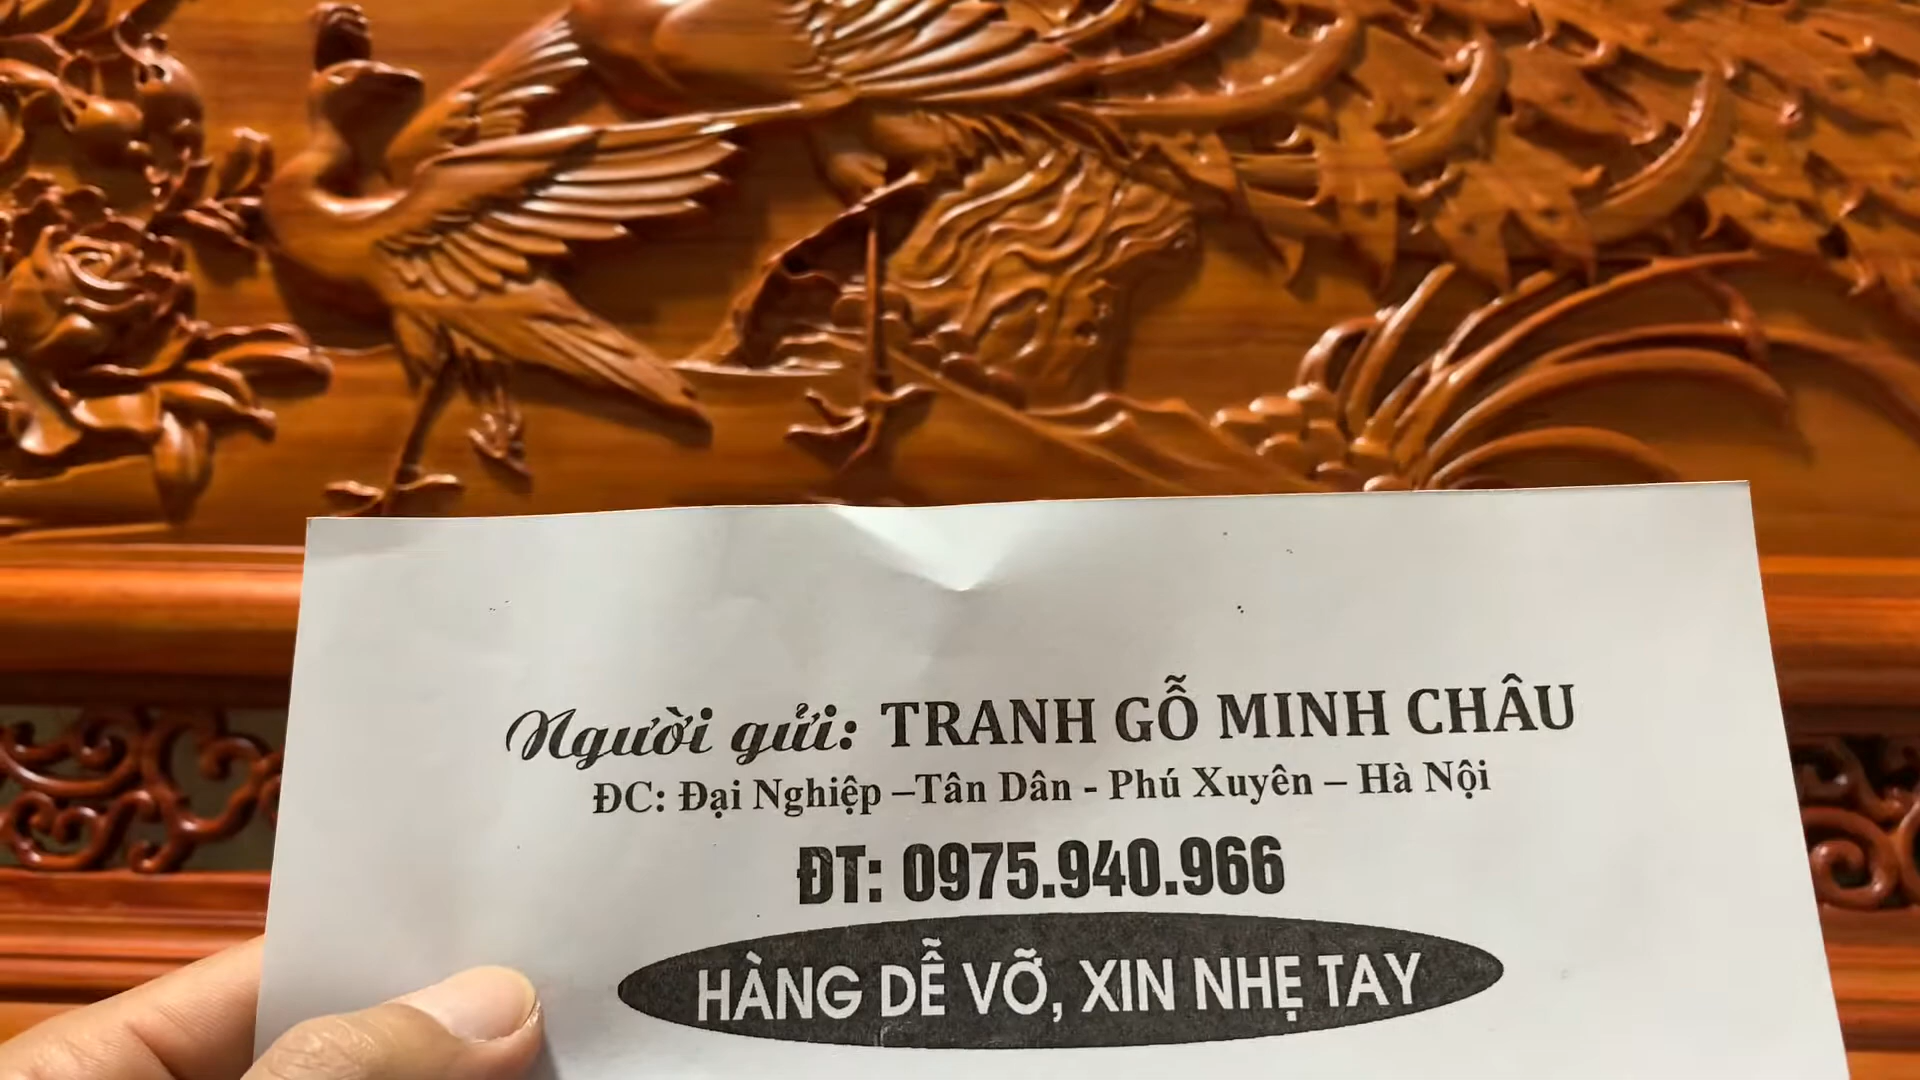 Người gửi: TRANH GỖ MINH CHÂU
ĐC: Đại Nghiệp –Tân Dân - Phú Xuyên – Hà Nội
ĐT: 0975.940.966
HÀNG DỄ VỠ, XIN NHẸ TAY